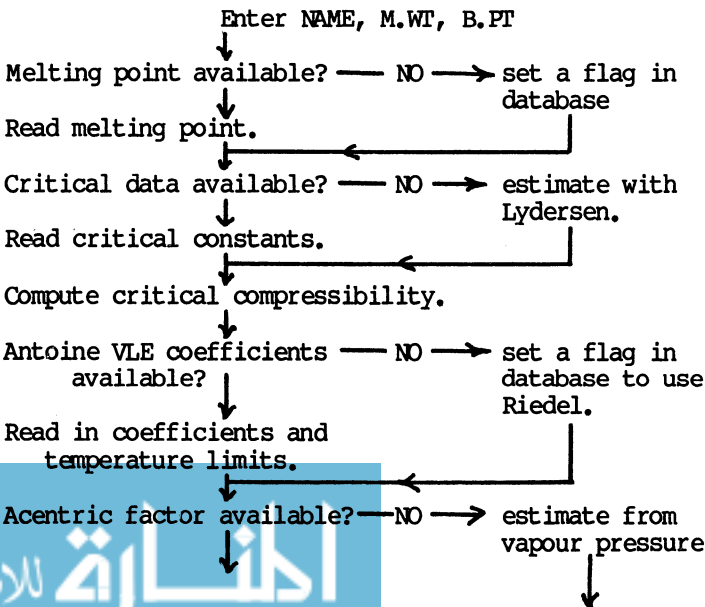 Enter NAME, M.WT, B.PT
Melting point available? NO set a flag in
database
Read melting point.
Critical data available? NO estimate with
Lydersen.
Read critical constants.
Compute critical compressibility.
Antoine VLE coefficients NO set a flag in
available? database to use
Riedel.
Read in coefficients and
temperature limits.
Acentric factor available? NO estimate from
vapour pressure
المنارة